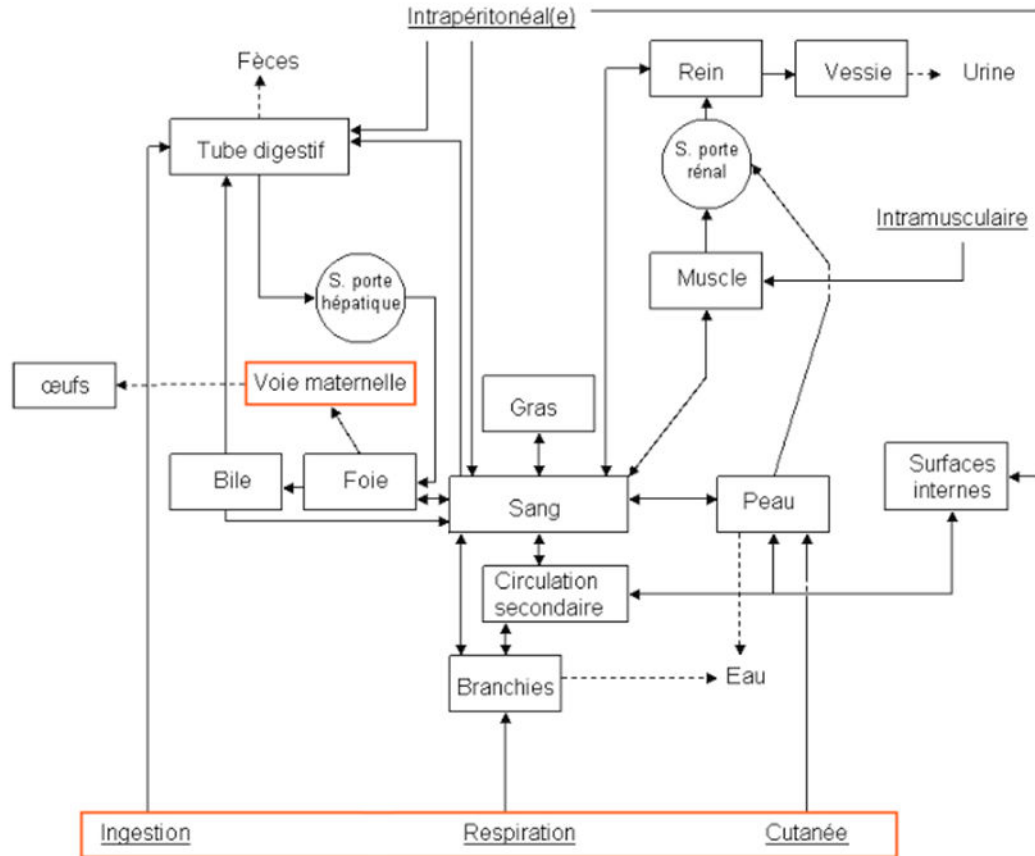 Intrapéritonéal(e)
Fèces
Rein
Vessie
Urine
Tube digestif
S. porte
rénal
Intramusculaire
S. porte
hépatique
Muscle
œufs
Voie maternelle
Gras
Bile
Foie
Sang
Peau
Surfaces
internes
Circulation
secondaire
Branchies
Eau
Ingestion
Respiration
Cutanée